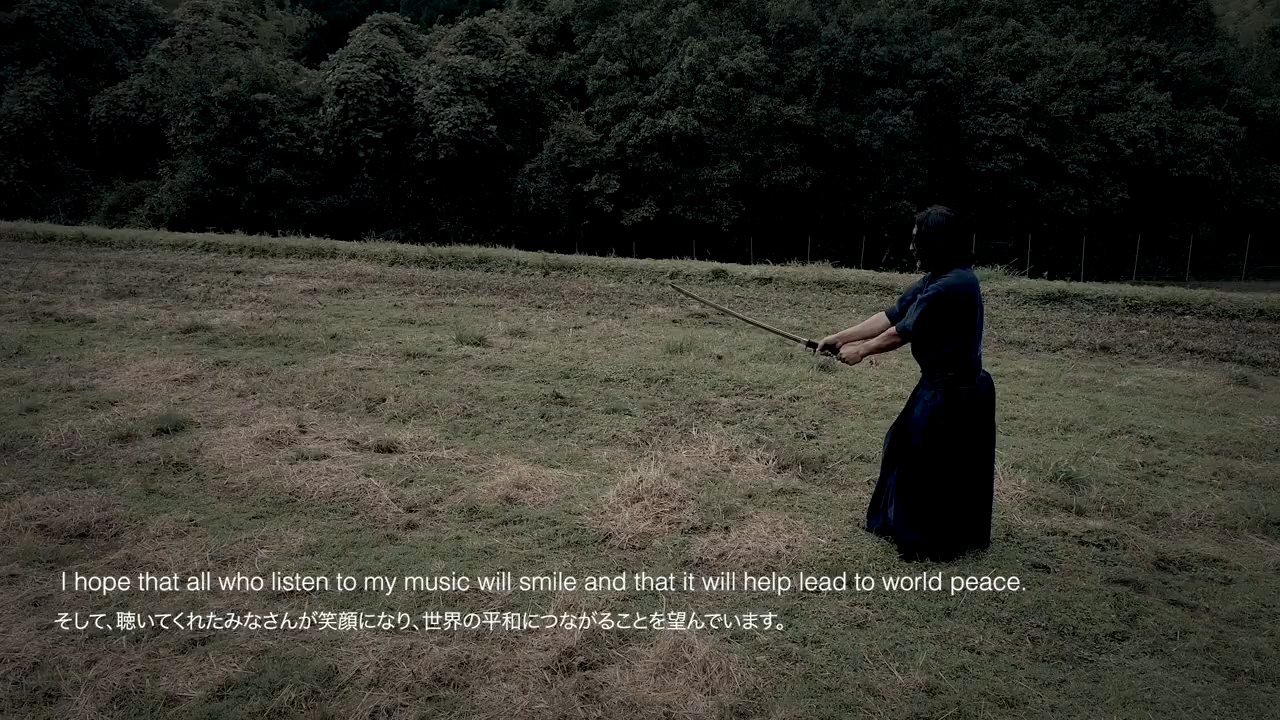 I hope that all who listen to my music will smile and that it will help lead to world peace.
そして、聴いてくれたみなさんが笑顔になり、世界の平和につながることを望んでいます。